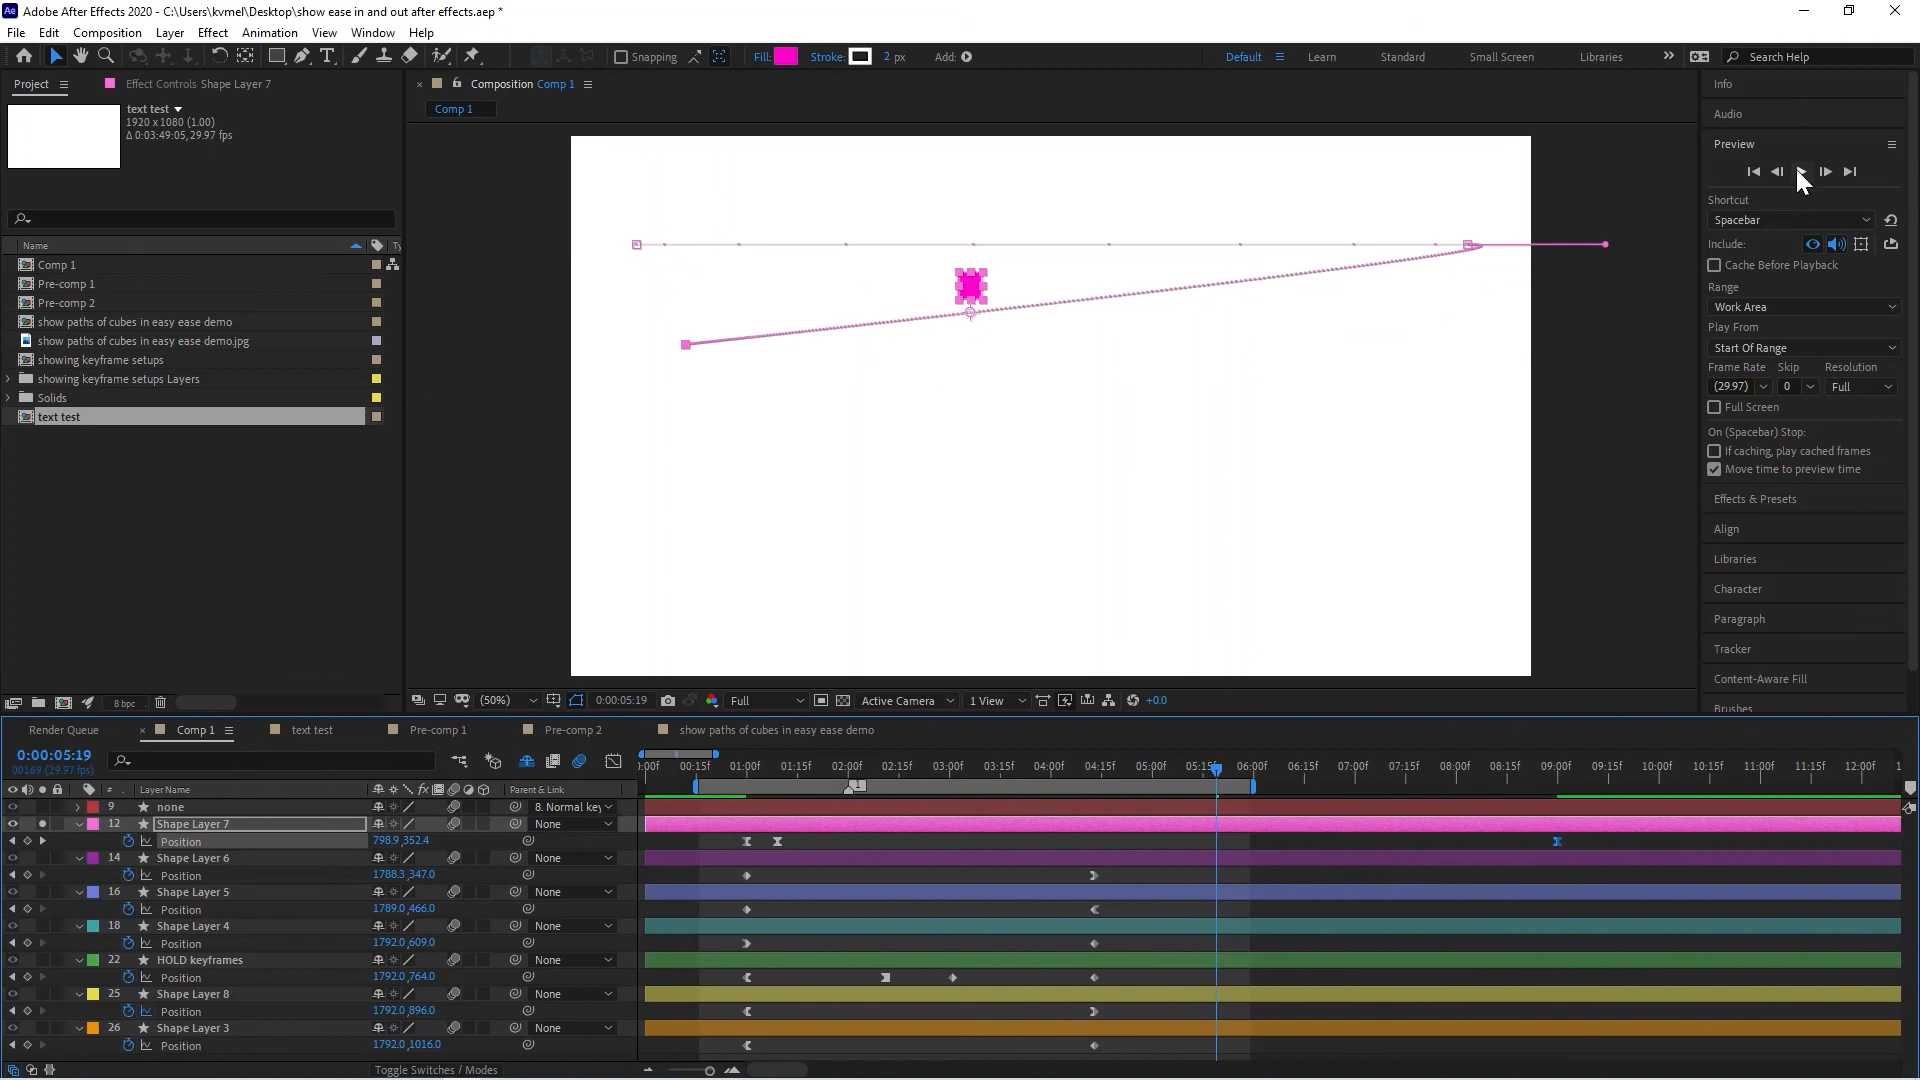 Adobe After Effects 2020 - C:\Users\kvmel\Desktop\show ease in and out after effects.aep *
File Edit Composition Layer Effect Animation View Window Help
Snapping Fill: Stroke: 2 px Add: Default Learn Standard Small Screen Libraries Search Help
Project Effect Controls Shape Layer 7
text test
1920 x 1080 (1.00)
Δ 0:03:49:05, 29.97 fps
Name Ty
Comp 1
Pre-comp 1
Pre-comp 2
show paths of cubes in easy ease demo
show paths of cubes in easy ease demo.jpg
showing keyframe setups
showing keyframe setups Layers
Solids
text test
8 bpc
Composition Comp 1
Comp 1
(50%) 0:00:05:19 Full Active Camera 1 View +0.0
Info
Audio
Preview
Shortcut
Spacebar
Include:
Cache Before Playback
Range
Work Area
Play From
Start Of Range
Frame Rate Skip Resolution
(29.97) 0 Full
Full Screen
On (Spacebar) Stop:
If caching, play cached frames
Move time to preview time
Effects & Presets
Align
Libraries
Character
Paragraph
Tracker
Content-Aware Fill
Brushes
Render Queue Comp 1 text test Pre-comp 1 Pre-comp 2 show paths of cubes in easy ease demo
0:00:05:19
00169 (29.97 fps)
:00f 00:15f 01:00f 01:15f 02:00f 02:15f 03:00f 03:15f 04:00f 04:15f 05:00f 05:15f 06:00f 06:15f 07:00f 07:15f 08:00f 08:15f 09:00f 09:15f 10:00f 10:15f 11:00f 11:15f 12:00f 1
1
# Layer Name fx Parent & Link
9 none 8. Normal key
12 Shape Layer 7 None
Position 798.9,352.4
14 Shape Layer 6 None
Position 1788.3,347.0
16 Shape Layer 5 None
Position 1789.0,466.0
18 Shape Layer 4 None
Position 1792.0,609.0
22 HOLD keyframes None
Position 1792.0,764.0
25 Shape Layer 8 None
Position 1792.0,896.0
26 Shape Layer 3 None
Position 1792.0,1016.0
Toggle Switches / Modes